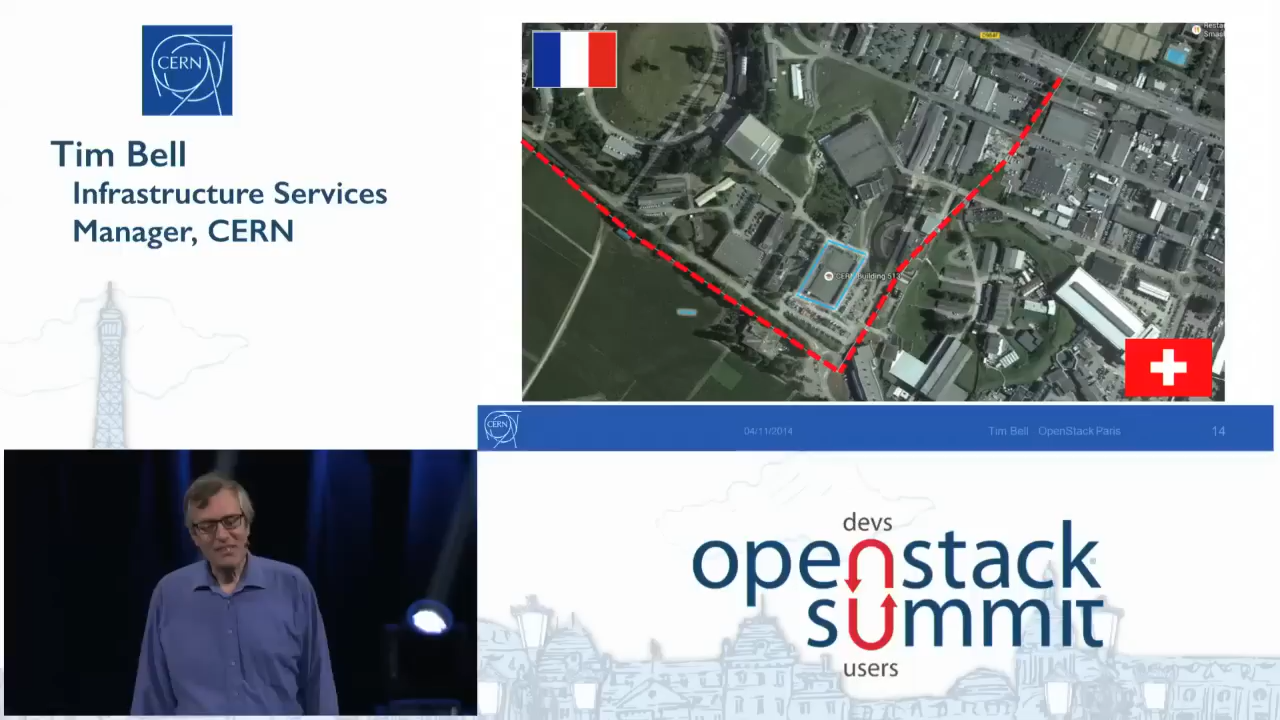 CERN
Tim Bell
Infrastructure Services
Manager, CERN
CERN Building 513
CERN
04/11/2014
Tim Bell
OpenStack Paris
14
devs
openstack
summit
users